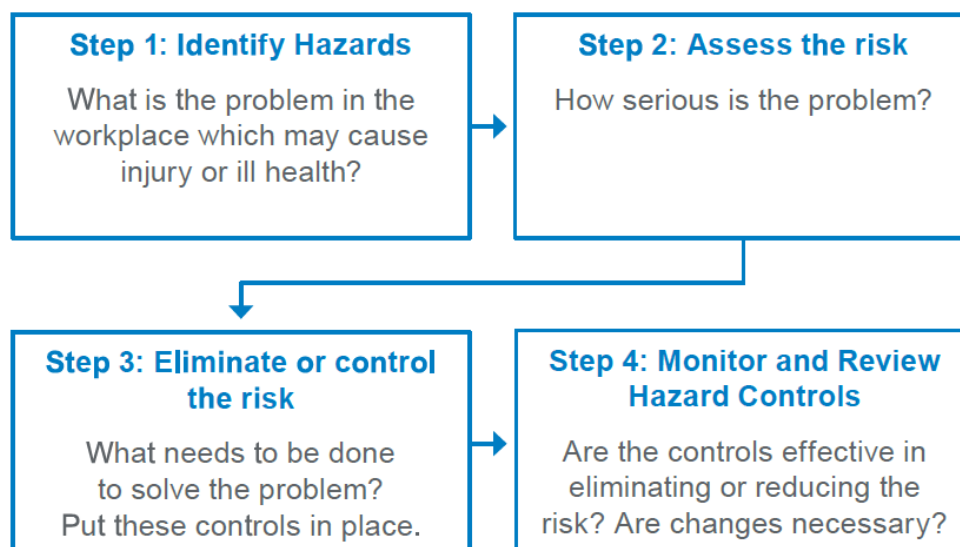 Step 1: Identify Hazards
What is the problem in the
workplace which may cause
injury or ill health?
Step 2: Assess the risk
How serious is the problem?
Step 3: Eliminate or control
the risk
What needs to be done
to solve the problem?
Put these controls in place.
Step 4: Monitor and Review
Hazard Controls
Are the controls effective in
eliminating or reducing the
risk? Are changes necessary?